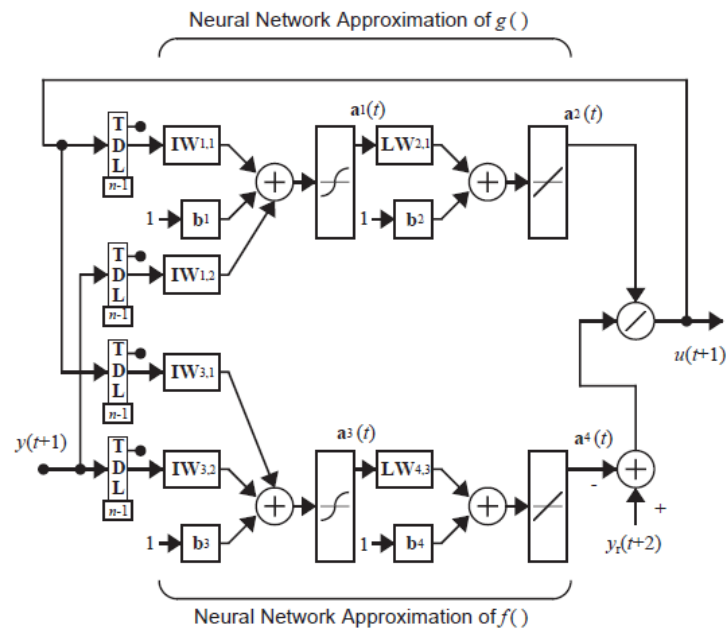 Neural Network Approximation of g ( )
a1(t)
a2 (t)
T
D
L
n-1
IW1,1
LW2,1
1
b1
1
b2
T
D
L
n-1
IW1,2
u(t+1)
T
D
L
n-1
IW3,1
y(t+1)
T
D
L
n-1
IW3,2
a3 (t)
LW4,3
a4 (t)
-
+
1
b3
1
b4
yr(t+2)
Neural Network Approximation of f ( )